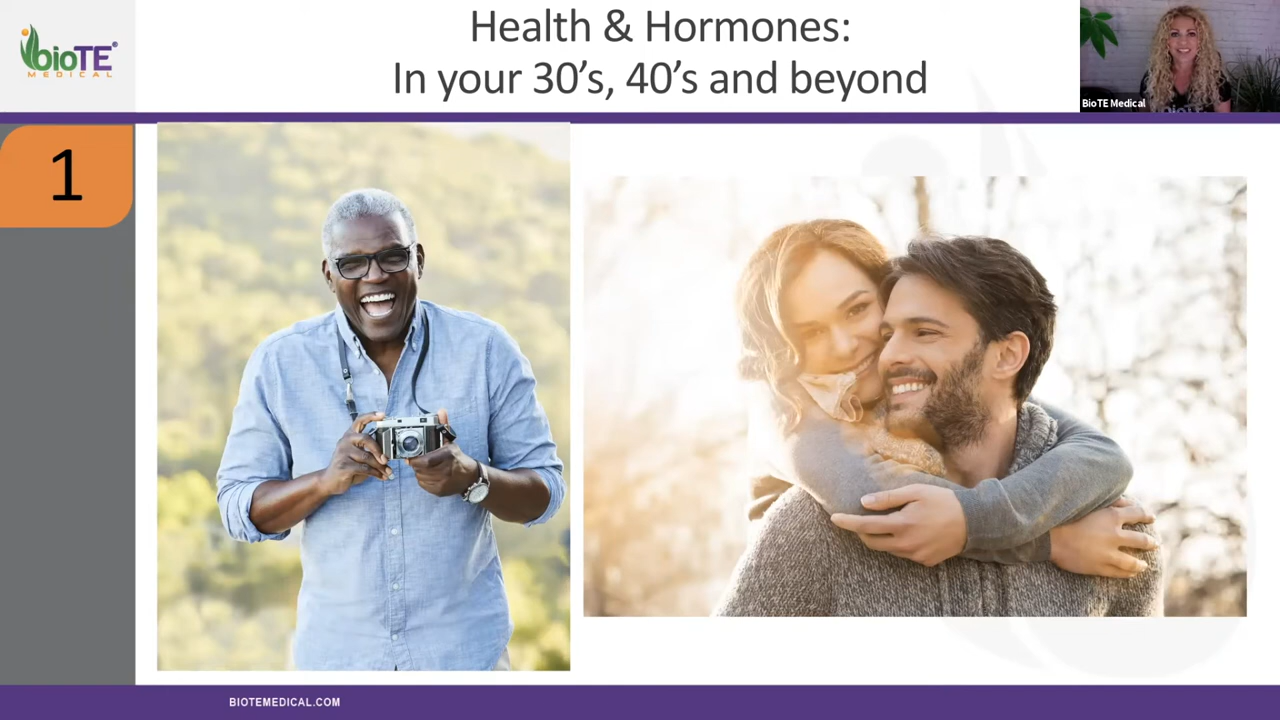 bioTE®
MEDICAL
Health & Hormones:
In your 30's, 40's and beyond
BioTE Medical
1
BIOTEMEDICAL.COM